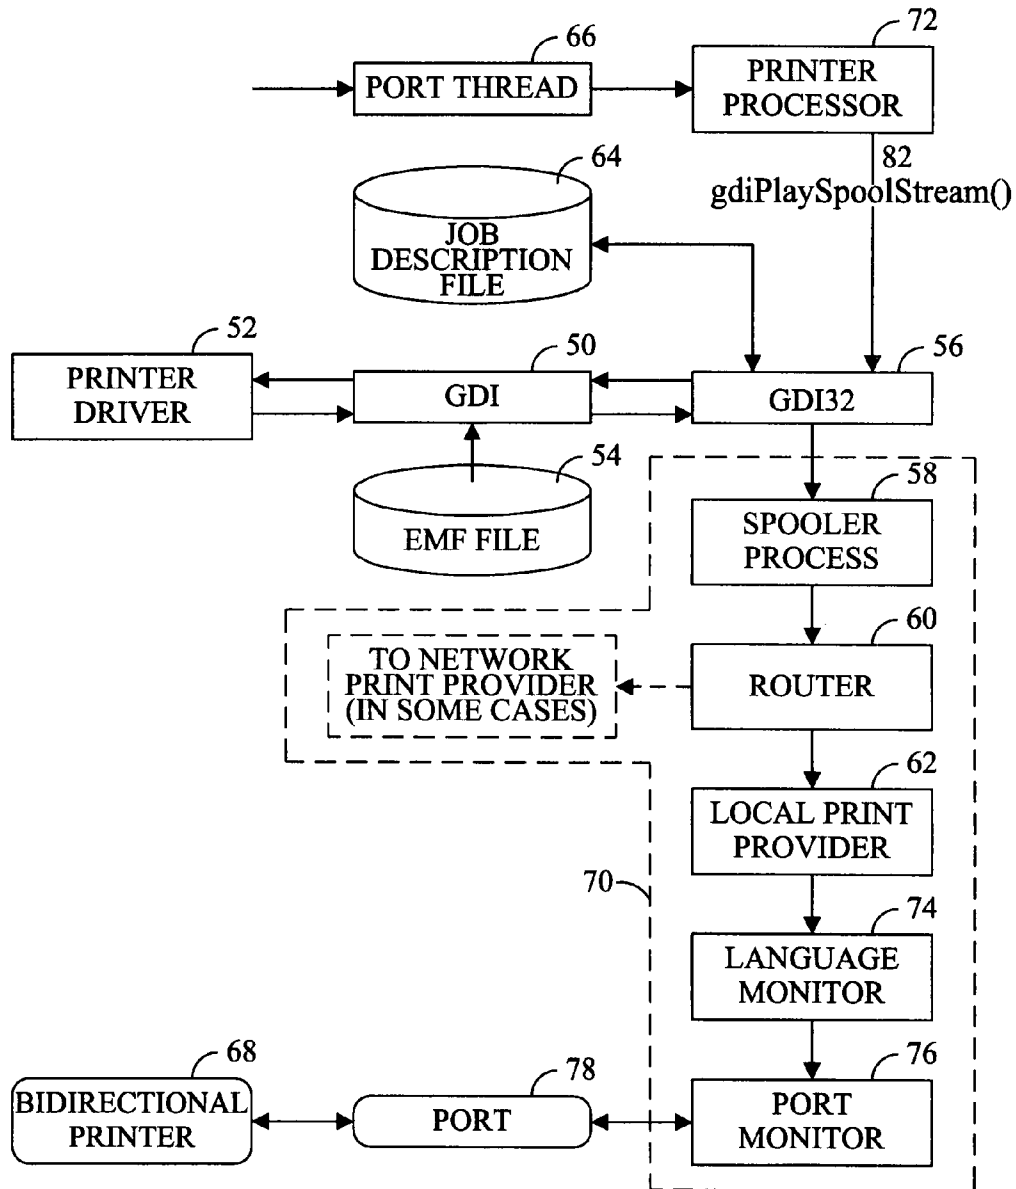 66
72
PORT THREAD
PRINTER
PROCESSOR
64
82
gdiPlaySpoolStream()
JOB
DESCRIPTION
FILE
52
50
56
PRINTER
DRIVER
GDI
GDI32
54
58
EMF FILE
SPOOLER
PROCESS
60
TO NETWORK
PRINT PROVIDER
(IN SOME CASES)
ROUTER
62
LOCAL PRINT
PROVIDER
70
74
LANGUAGE
MONITOR
68
78
76
BIDIRECTIONAL
PRINTER
PORT
PORT
MONITOR